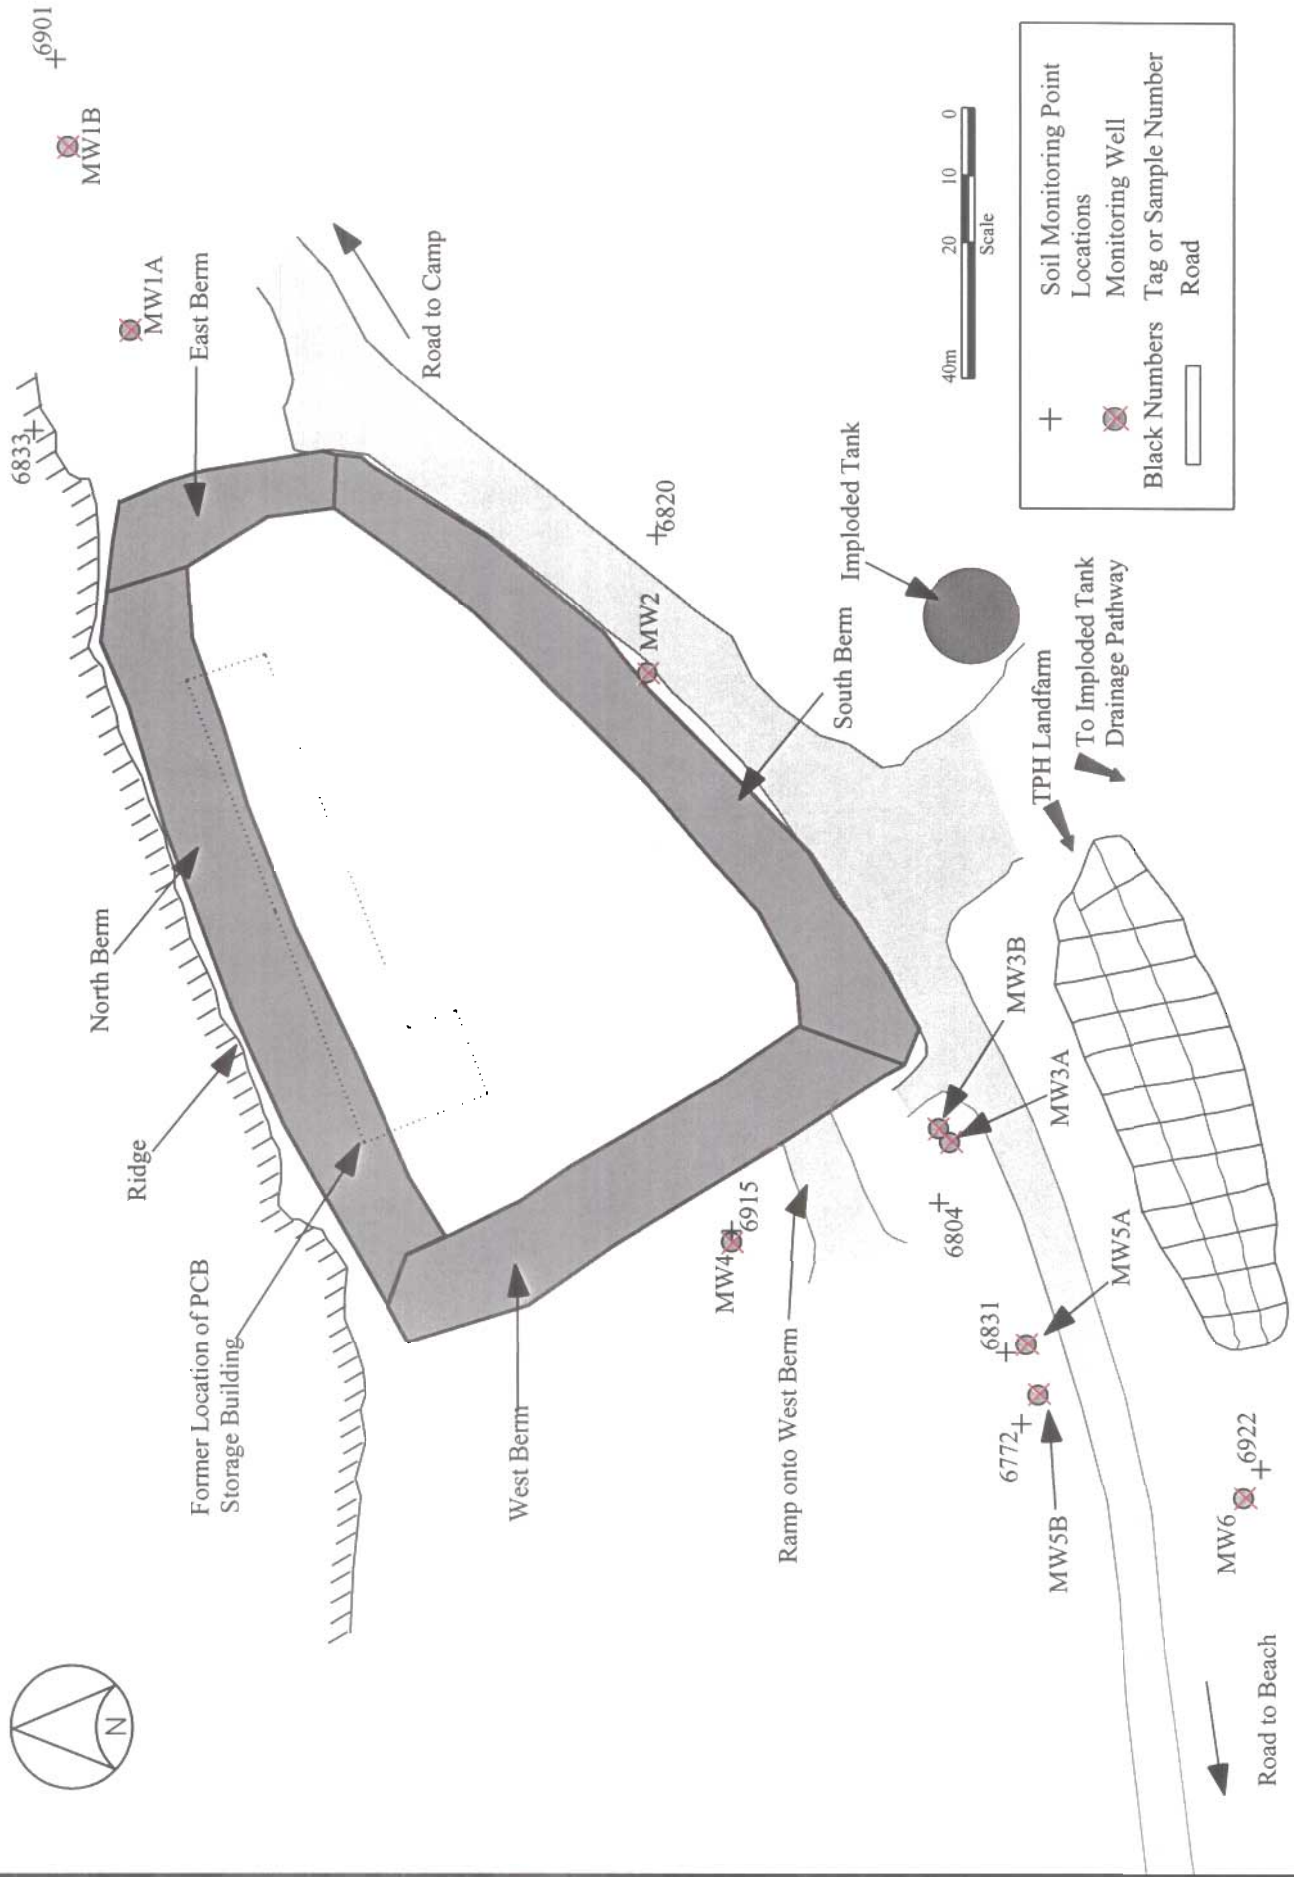 6901
MW1B
MW1A
6833
East Berm
Road to Camp
North Berm
Ridge
6820
MW2
Imploded Tank
South Berm
Former Location of PCB
Storage Building
West Berm
MW4
6915
Ramp onto West Berm
6804
MW3B
MW3A
TPH Landfarm
To Imploded Tank
Drainage Pathway
6831
MW5A
6772
MW5B
6922
MW6
Road to Beach
N
40m 20 10 0
Scale
Soil Monitoring Point
Locations
Monitoring Well
Black Numbers Tag or Sample Number
Road